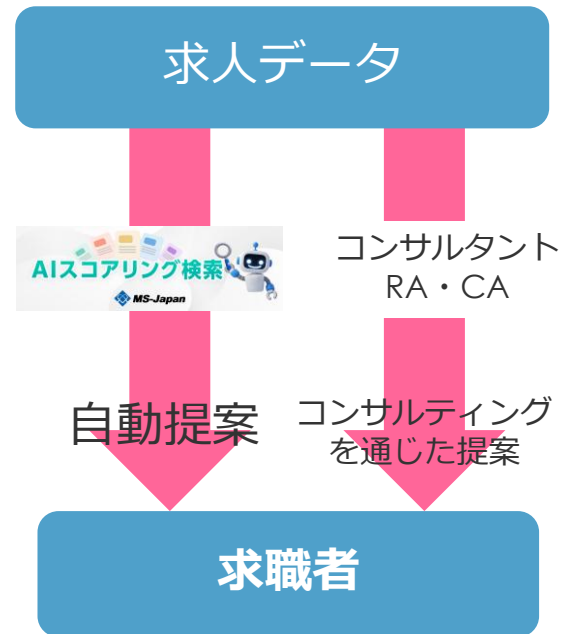 求人データ
AIスコアリング検索
MS-Japan
自動提案
コンサルタント
RA・CA
コンサルティング
を通じた提案
求職者